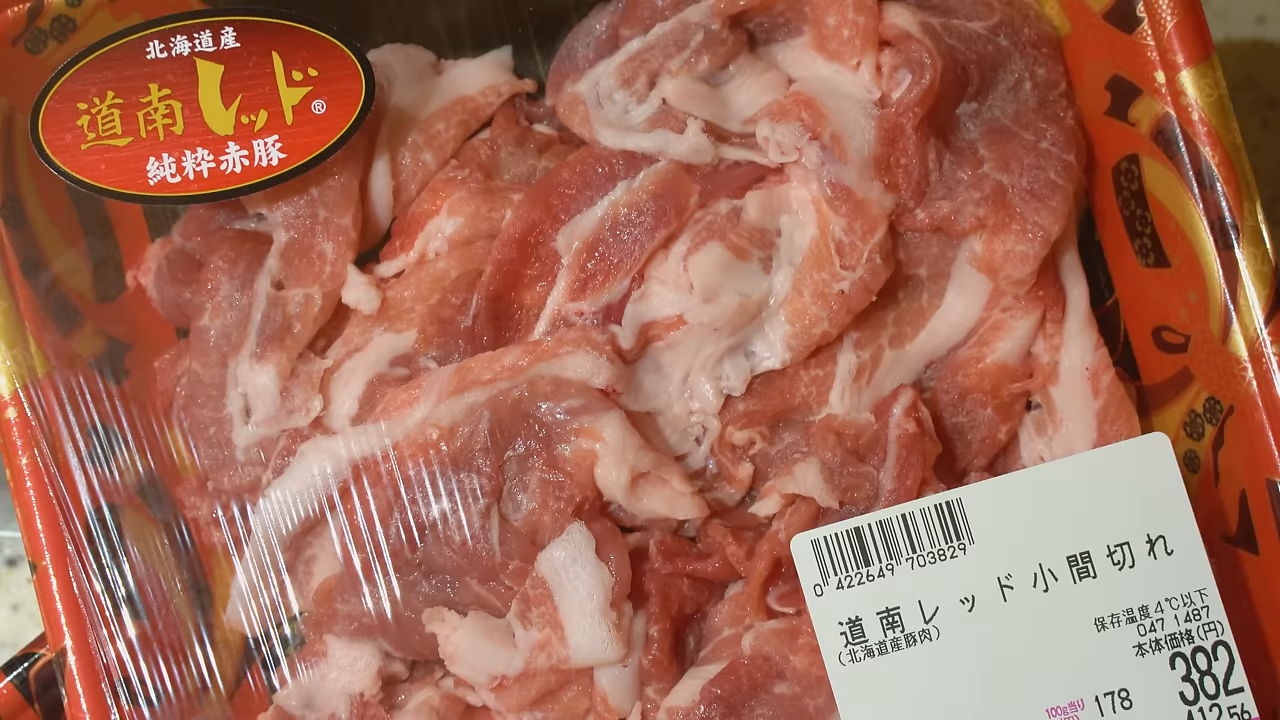 北海道産
道南レッド®
純粋赤豚
0 422649 703829
道南レッド小間切れ
(北海道産豚肉)
保存温度4℃以下
047 1487
本体価格(円)
100g当り
178
382
412.56